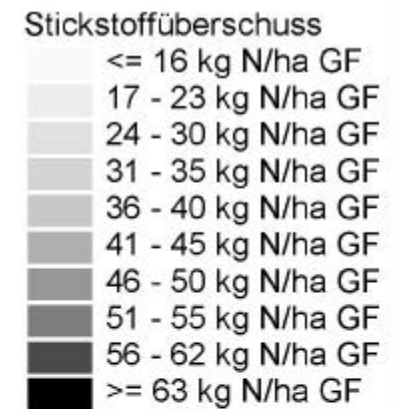 Stickstoffüberschuss
<= 16 kg N/ha GF
17 - 23 kg N/ha GF
24 - 30 kg N/ha GF
31 - 35 kg N/ha GF
36 - 40 kg N/ha GF
41 - 45 kg N/ha GF
46 - 50 kg N/ha GF
51 - 55 kg N/ha GF
56 - 62 kg N/ha GF
>= 63 kg N/ha GF